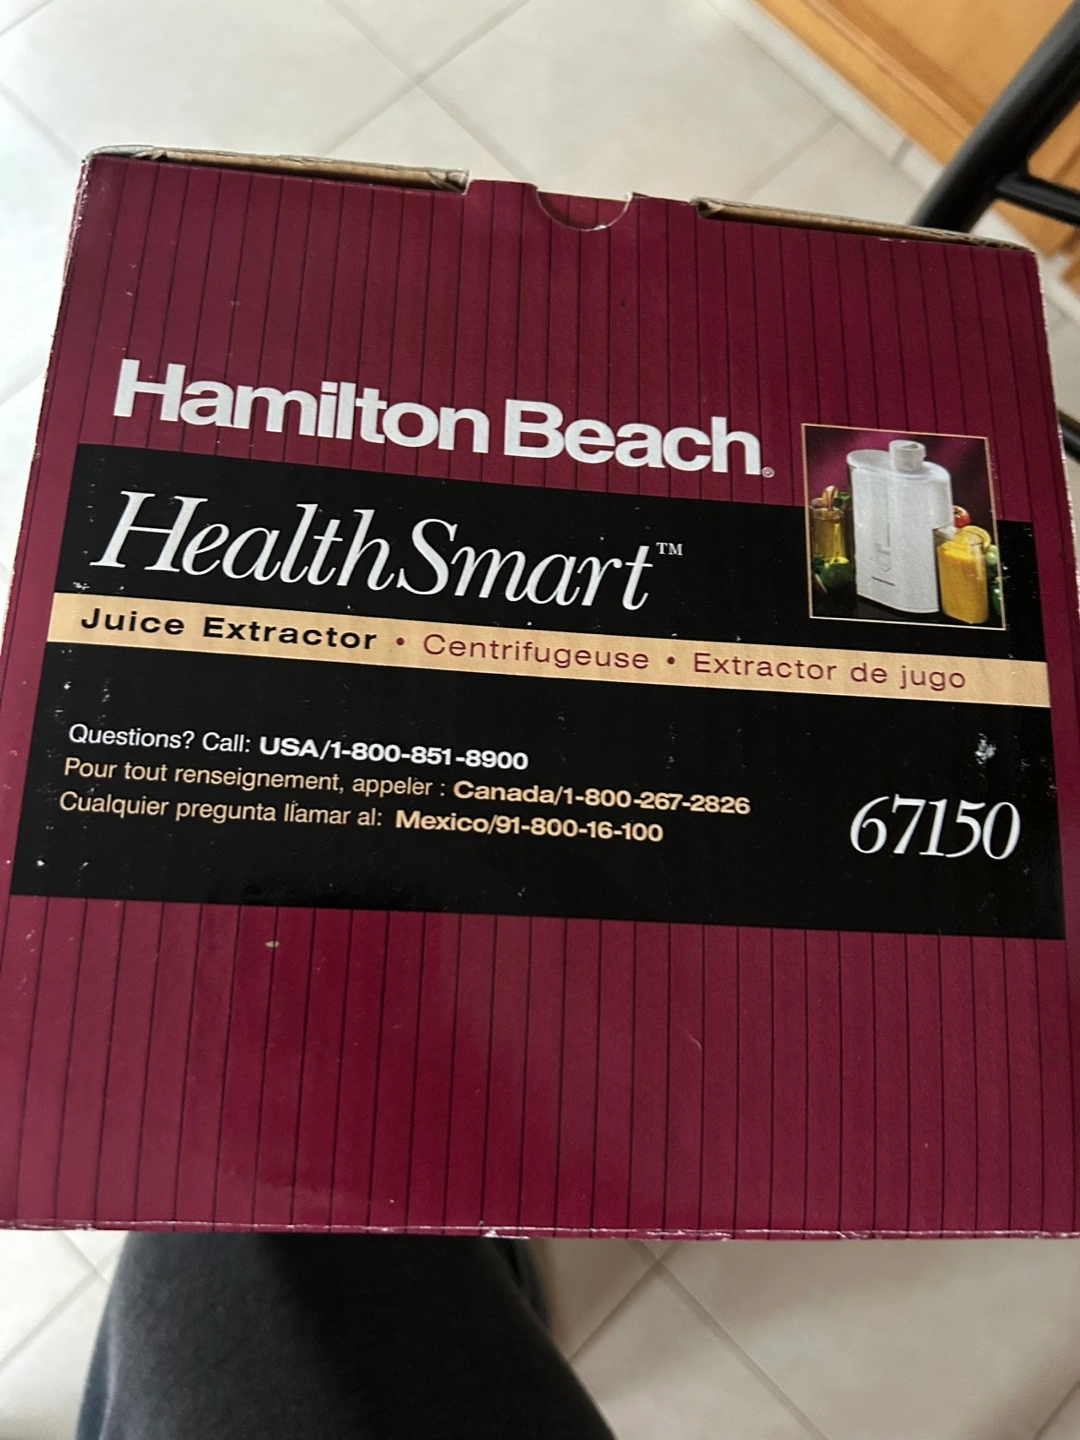 Hamilton Beach®
HealthSmart™
Juice Extractor • Centrifugeuse • Extractor de jugo
Questions? Call: USA/1-800-851-8900
Pour tout renseignement, appeler : Canada/1-800-267-2826
Cualquier pregunta llamar al: Mexico/91-800-16-100
67150